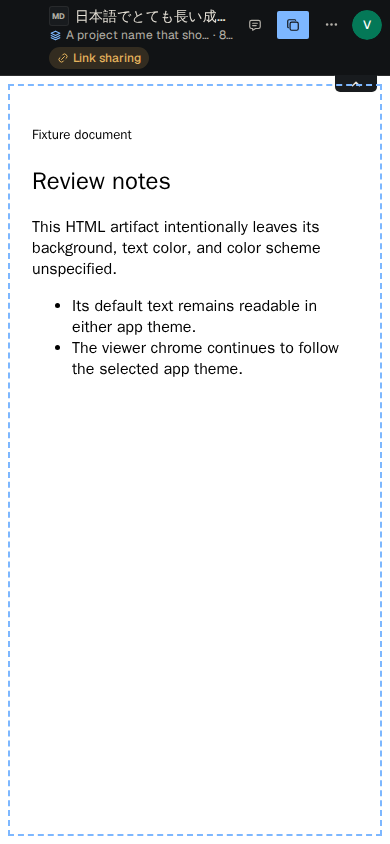 MD 日本語でとても長い成…
A project name that sho… · 8…
V
Link sharing
Fixture document
Review notes
This HTML artifact intentionally leaves its
background, text color, and color scheme
unspecified.
• Its default text remains readable in
either app theme.
• The viewer chrome continues to follow
the selected app theme.